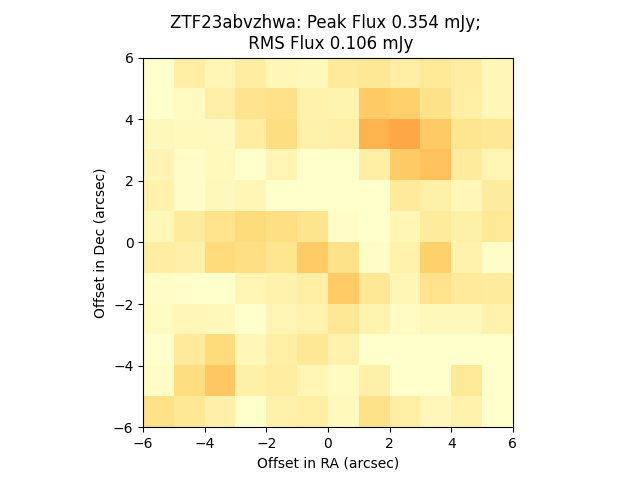 ZTF23abvzhwa: Peak Flux 0.354 mJy;
RMS Flux 0.106 mJy
6
4
2
0
−2
−4
−6
Offset in Dec (arcsec)
−6 −4 −2 0 2 4 6
Offset in RA (arcsec)